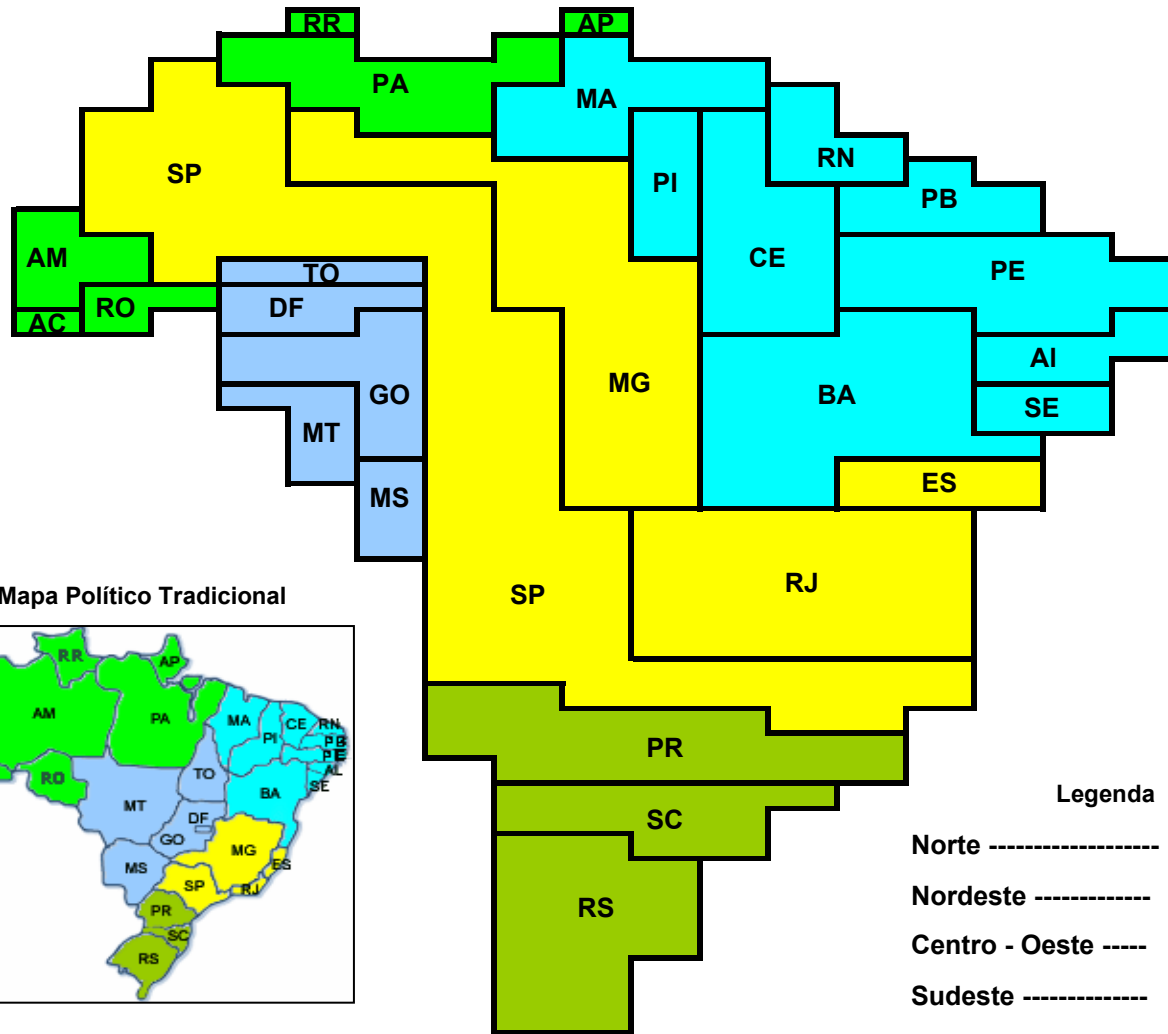 RR
AP
PA
MA
SP
PI
RN
PB
AM
CE
PE
TO
RO
DF
AC
AI
MG
BA
GO
SE
MT
ES
MS
RJ
SP
Mapa Político Tradicional
RR
AP
AM
PA
MA
CE
RN
PI
PB
PE
TO
AL
RO
SE
MT
BA
DF
GO
MG
MS
ES
SP
RJ
PR
SC
RS
PR
SC
RS
Legenda
Norte -------------------
Nordeste -------------
Centro - Oeste -----
Sudeste --------------